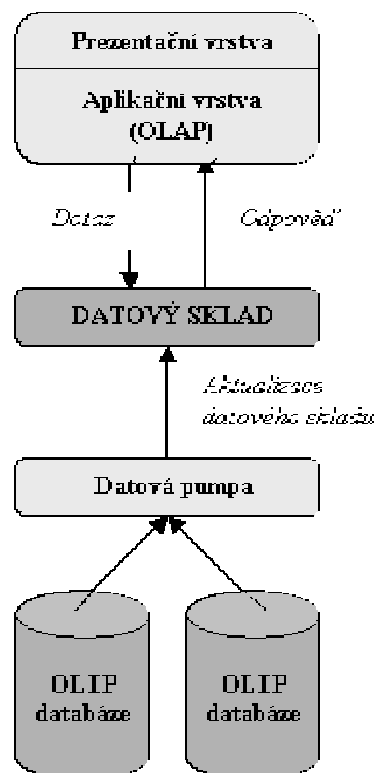 Prezentační vrstva
Aplikační vrstva
(OLAP)
Dotaz
Odpověď
DATOVÝ SKLAD
Aktualizace
datového skladu
Datová pumpa
OLTP
databáze
OLTP
databáze